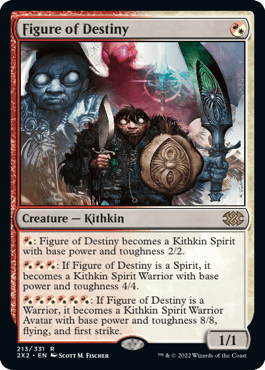 Figure of Destiny
Creature — Kithkin
: Figure of Destiny becomes a Kithkin Spirit
with base power and toughness 2/2.
: If Figure of Destiny is a Spirit, it
becomes a Kithkin Spirit Warrior with base
power and toughness 4/4.
: If Figure of Destiny is a
Warrior, it becomes a Kithkin Spirit Warrior
Avatar with base power and toughness 8/8,
flying, and first strike.
1/1
213/331 R
2X2 • EN SCOTT M. FISCHER
™ & © 2022 Wizards of the Coast